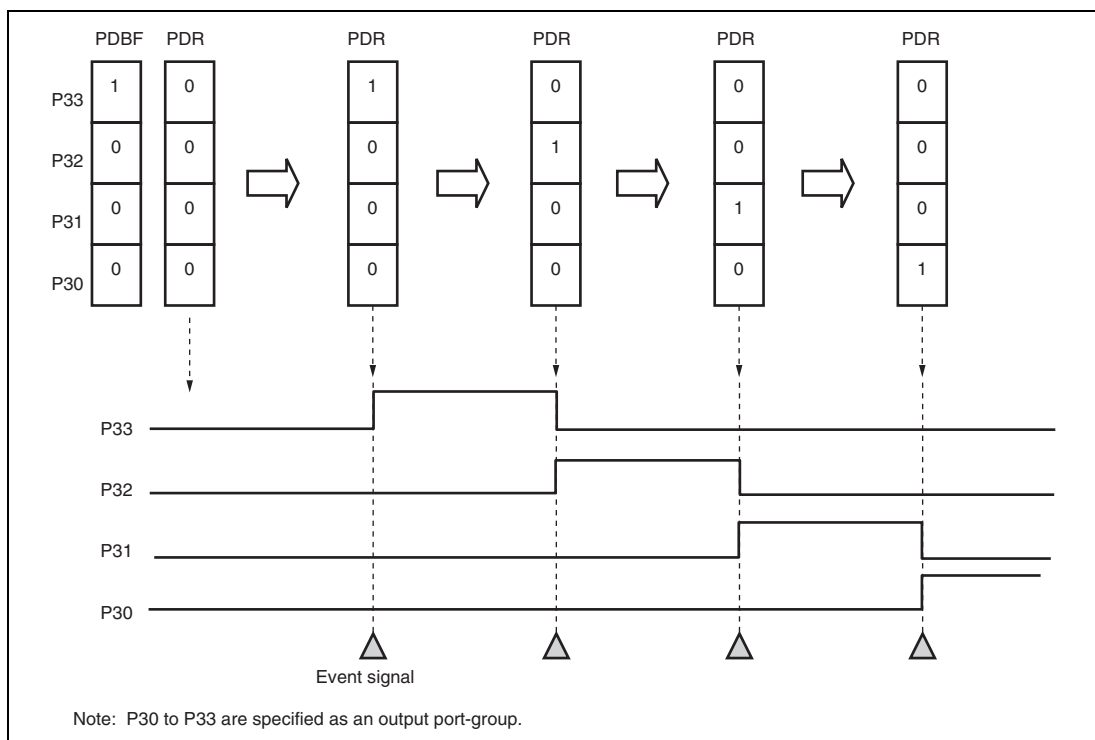 PDBF PDR PDR PDR PDR PDR
P33 1 0 1 0 0 0
P32 0 0 0 1 0 0
P31 0 0 0 0 1 0
P30 0 0 0 0 0 1
P33
P32
P31
P30
Event signal
Note: P30 to P33 are specified as an output port-group.